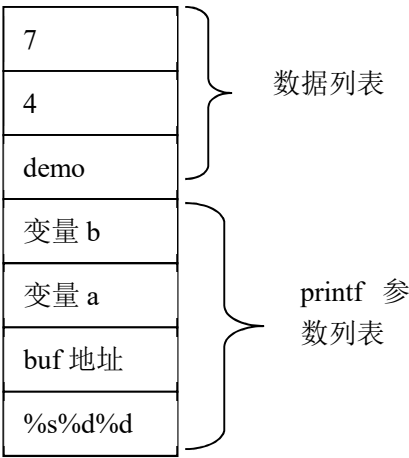 7
4
demo
变量 b
变量 a
buf 地址
%s%d%d
数据列表
printf 参
数列表